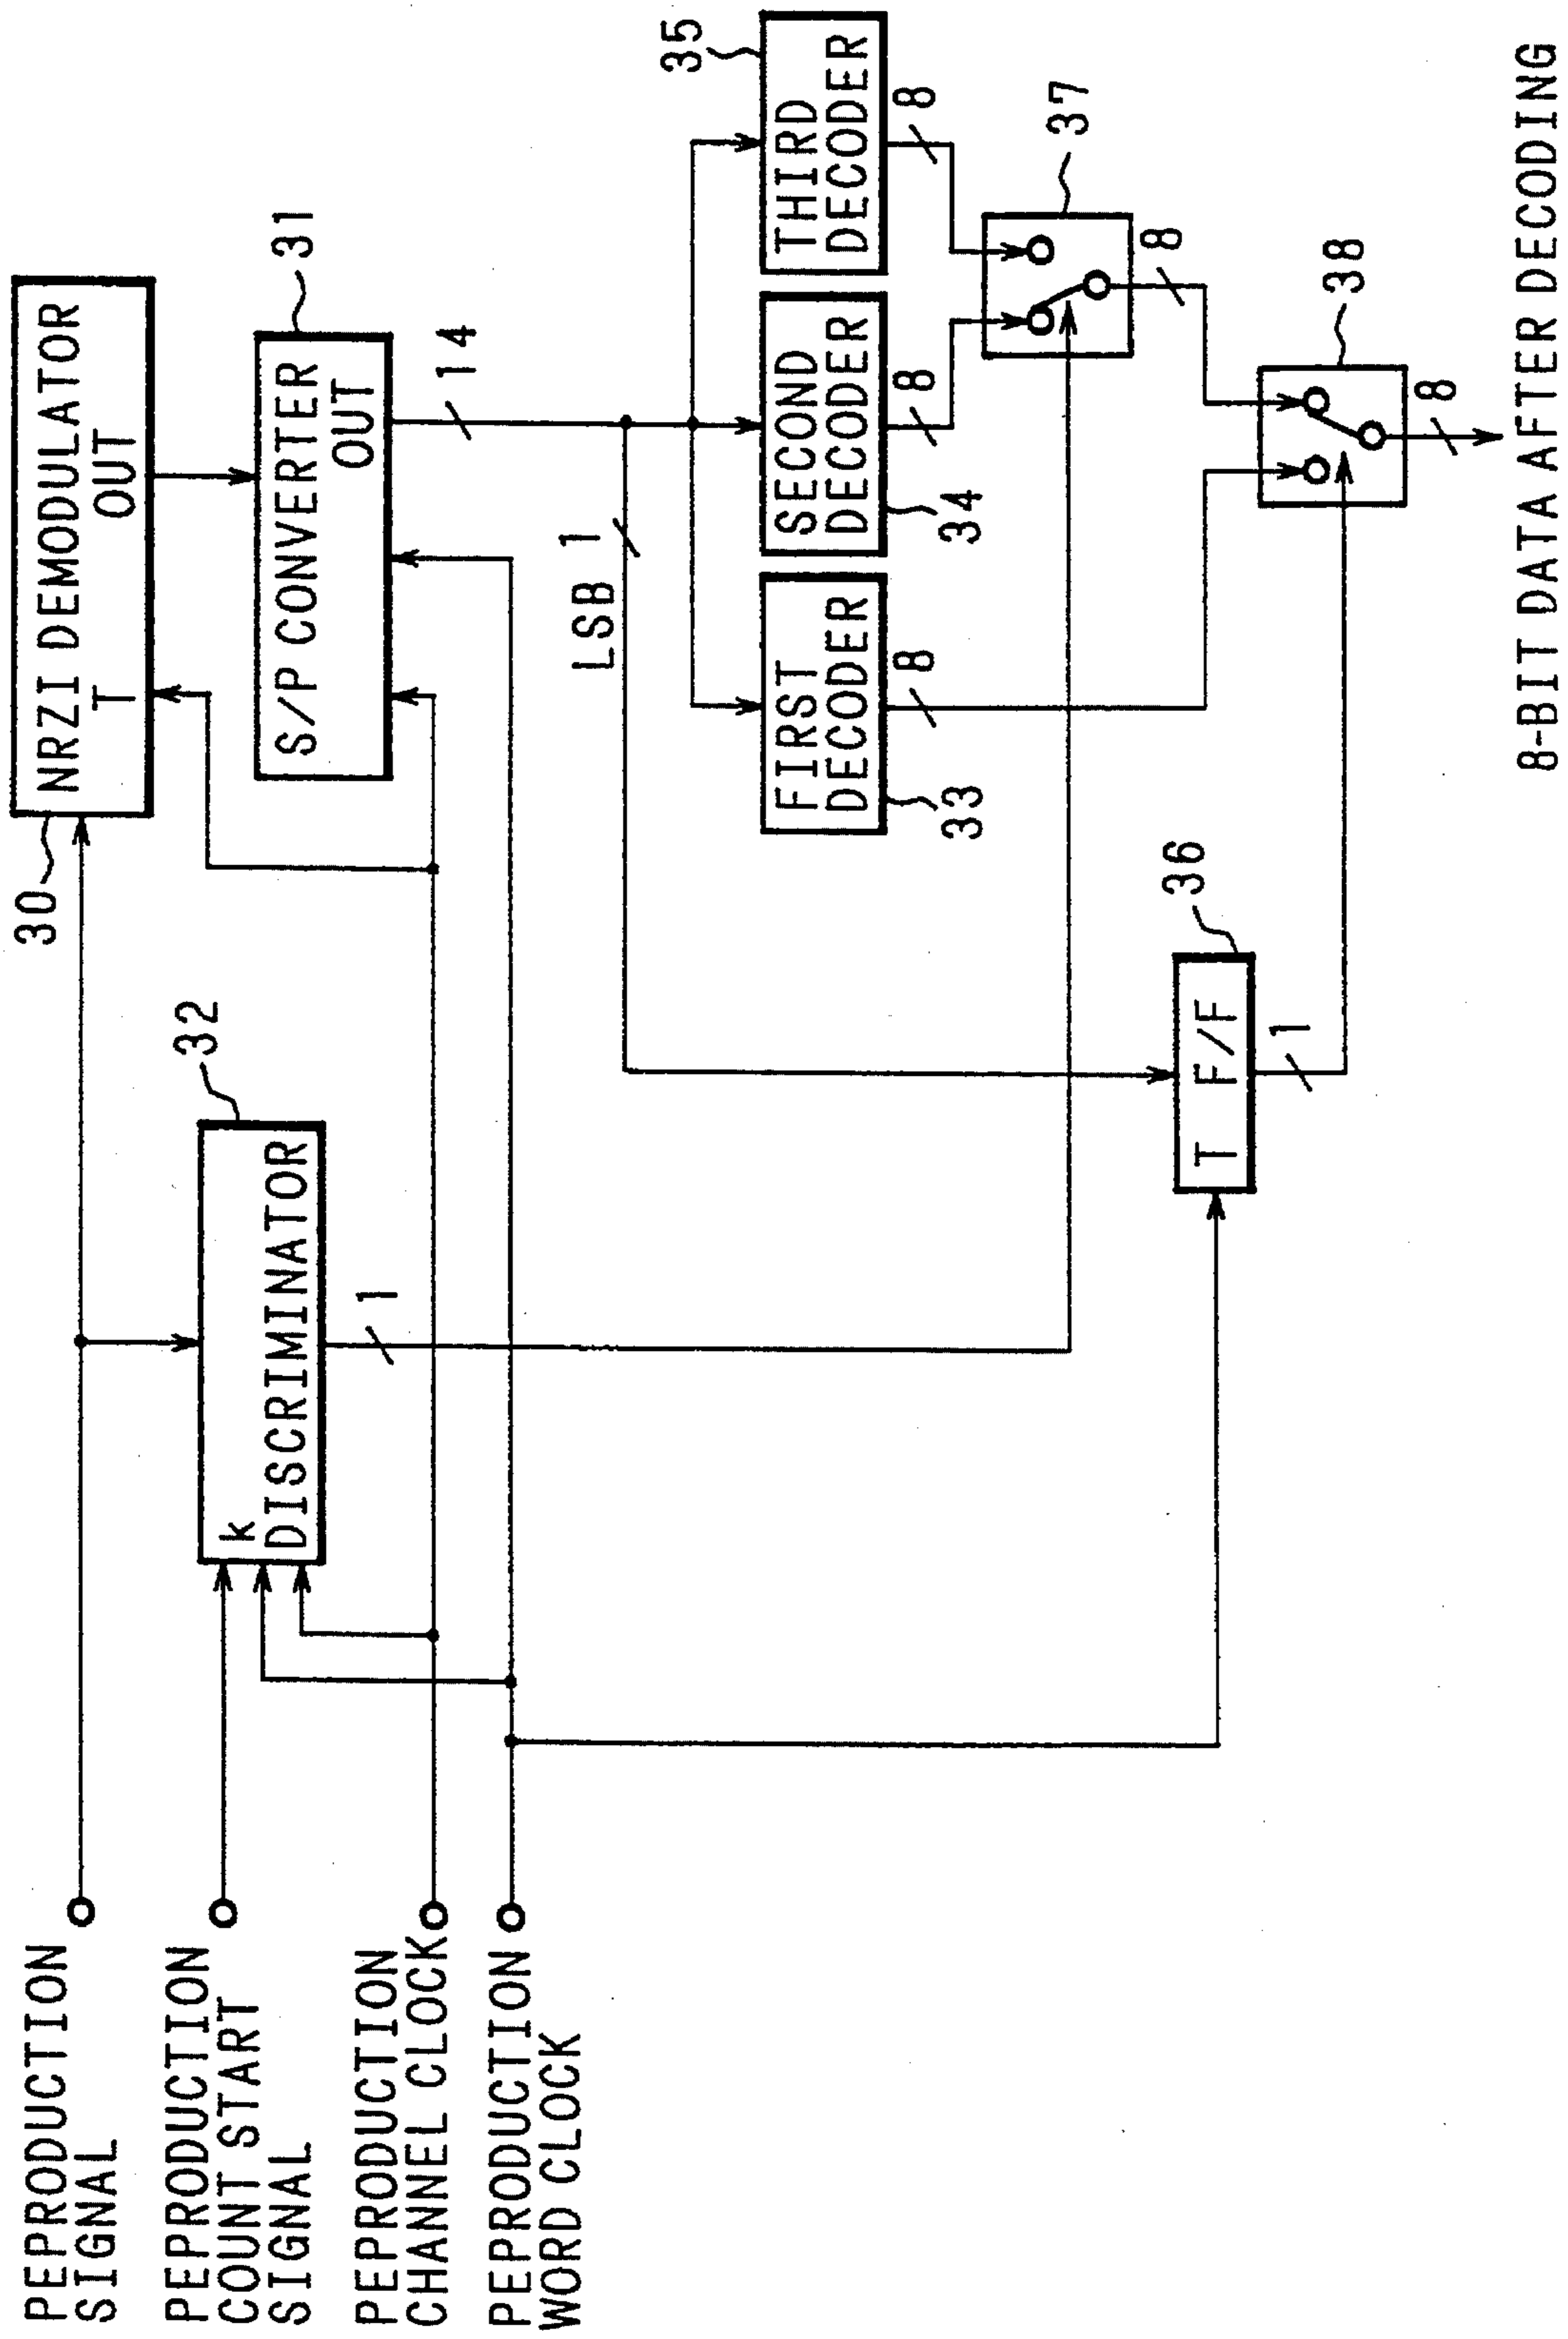 PEPRODUCTION
SIGNAL
PEPRODUCTION
COUNT START
SIGNAL
PEPRODUCTION
CHANNEL CLOCK
PEPRODUCTION
WORD CLOCK
30
NRZI DEMODULATOR
T OUT
31
S/P CONVERTER
OUT
14
32
k
DISCRIMINATOR
1
LSB 1
FIRST
DECODER
33
8
SECOND
DECODER
34
8
THIRD
DECODER
35
8
37
8
36
T F/F
1
38
8
8-BIT DATA AFTER DECODING